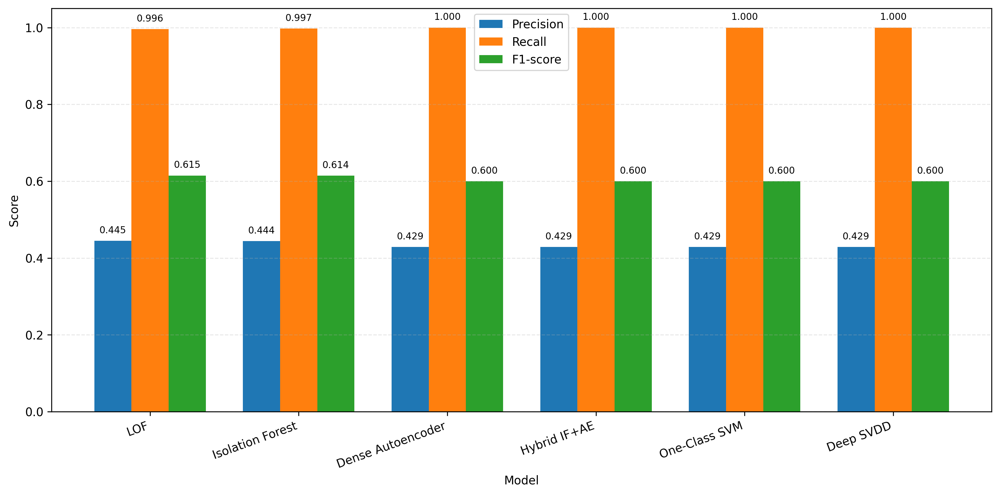 0.996
0.997
1.000
1.000
1.000
1.000
Precision
Recall
F1-score
1.0
0.8
0.6
0.4
0.2
0.0
Score
0.445
0.615
0.444
0.614
0.429
0.600
0.429
0.600
0.429
0.600
0.429
0.600
LOF
Isolation Forest
Dense Autoencoder
Hybrid IF+AE
One-Class SVM
Deep SVDD
Model